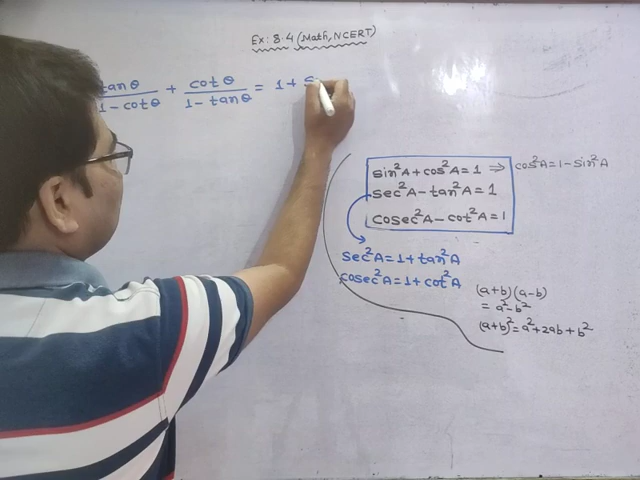 Ex: 8.4 (Math, NCERT)
tanθ/1-cotθ + cotθ/1-tanθ = 1+
sin²A+cos²A=1 ⇒ cos²A=1-sin²A
sec²A-tan²A=1
cosec²A-cot²A=1
sec²A=1+tan²A
cosec²A=1+cot²A
(a+b)(a-b)
=a²-b²
(a+b)²=a²+2ab+b²